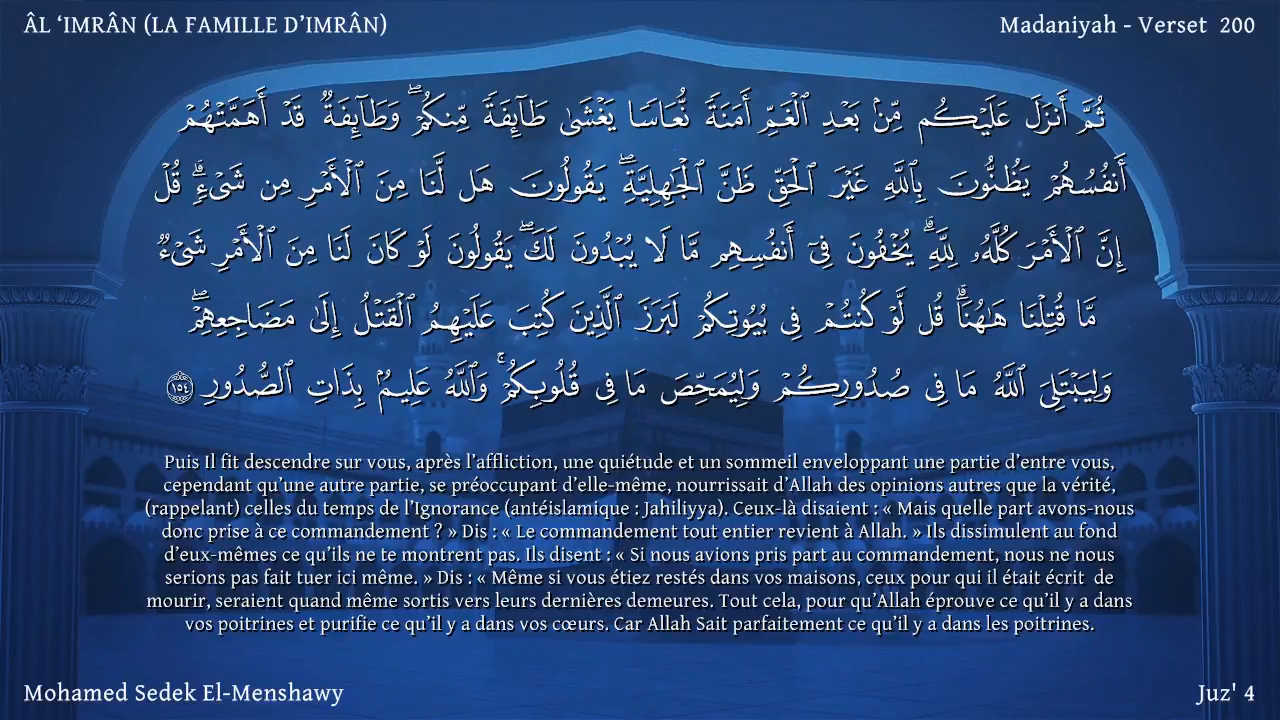 ÂL ‘IMRÂN (LA FAMILLE D’IMRÂN)
Madaniyah - Verset 200
ثُمَّ أَنزَلَ عَلَيۡكُم مِّنۢ بَعۡدِ ٱلۡغَمِّ أَمَنَةٗ نُّعَاسٗا يَغۡشَىٰ طَآئِفَةٗ مِّنكُمۡۖ وَطَآئِفَةٞ قَدۡ أَهَمَّتۡهُمۡ
أَنفُسُهُمۡ يَظُنُّونَ بِٱللَّهِ غَيۡرَ ٱلۡحَقِّ ظَنَّ ٱلۡجَٰهِلِيَّةِۖ يَقُولُونَ هَل لَّنَا مِنَ ٱلۡأَمۡرِ مِن شَيۡءٖۗ قُلۡ
إِنَّ ٱلۡأَمۡرَ كُلَّهُۥ لِلَّهِۗ يُخۡفُونَ فِيٓ أَنفُسِهِم مَّا لَا يُبۡدُونَ لَكَۖ يَقُولُونَ لَوۡ كَانَ لَنَا مِنَ ٱلۡأَمۡرِ شَيۡءٞ
مَّا قُتِلۡنَا هَٰهُنَاۗ قُل لَّوۡ كُنتُمۡ فِي بُيُوتِكُمۡ لَبَرَزَ ٱلَّذِينَ كُتِبَ عَلَيۡهِمُ ٱلۡقَتۡلُ إِلَىٰ مَضَاجِعِهِمۡۖ
وَلِيَبۡتَلِيَ ٱللَّهُ مَا فِي صُدُورِكُمۡ وَلِيُمَحِّصَ مَا فِي قُلُوبِكُمۡۚ وَٱللَّهُ عَلِيمُۢ بِذَاتِ ٱلصُّدُورِ ١٥٤
Puis Il fit descendre sur vous, après l’affliction, une quiétude et un sommeil enveloppant une partie d’entre vous,
cependant qu’une autre partie, se préoccupant d’elle-même, nourrissait d’Allah des opinions autres que la vérité,
(rappelant) celles du temps de l’Ignorance (antéislamique : Jahiliyya). Ceux-là disaient : « Mais quelle part avons-nous
donc prise à ce commandement ? » Dis : « Le commandement tout entier revient à Allah. » Ils dissimulent au fond
d’eux-mêmes ce qu’ils ne te montrent pas. Ils disent : « Si nous avions pris part au commandement, nous ne nous
serions pas fait tuer ici même. » Dis : « Même si vous étiez restés dans vos maisons, ceux pour qui il était écrit de
mourir, seraient quand même sortis vers leurs dernières demeures. Tout cela, pour qu’Allah éprouve ce qu’il y a dans
vos poitrines et purifie ce qu’il y a dans vos cœurs. Car Allah Sait parfaitement ce qu’il y a dans les poitrines.
Mohamed Sedek El-Menshawy
Juz' 4